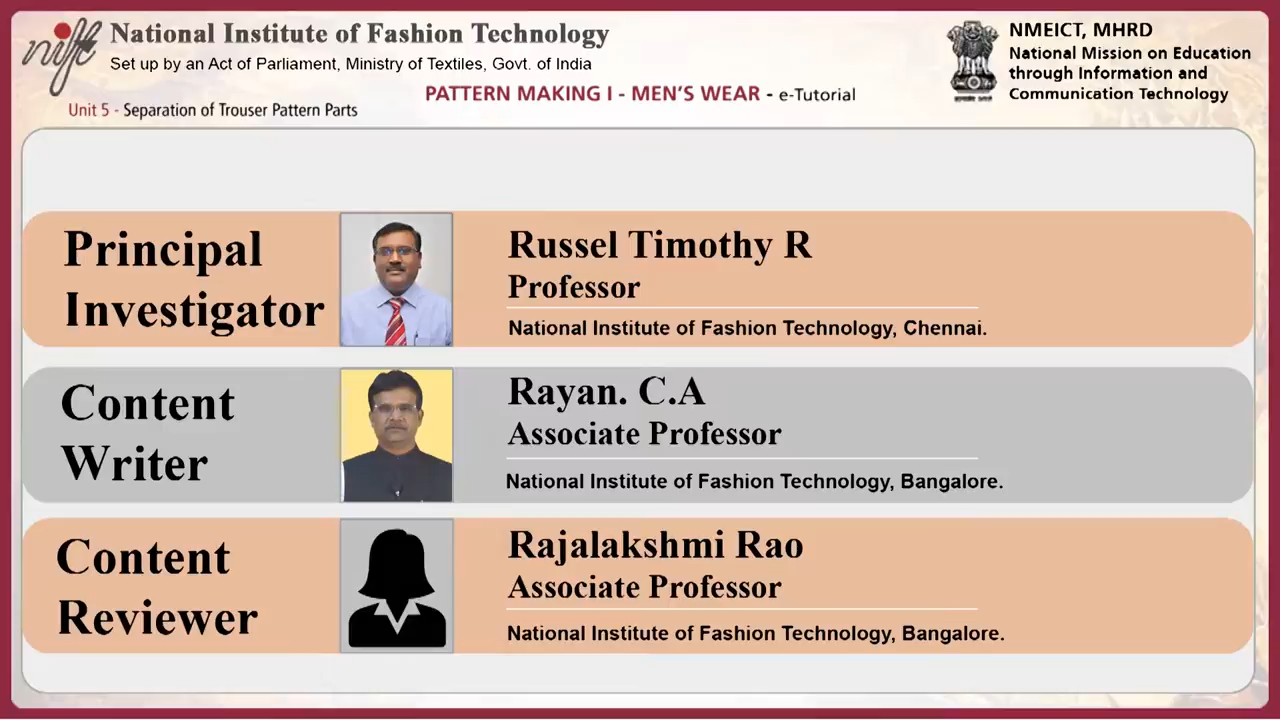 nift
National Institute of Fashion Technology
Set up by an Act of Parliament, Ministry of Textiles, Govt. of India
PATTERN MAKING I - MEN'S WEAR - e-Tutorial
Unit 5 - Separation of Trouser Pattern Parts
NMEICT, MHRD
National Mission on Education
through Information and
Communication Technology
Principal
Investigator
Russel Timothy R
Professor
National Institute of Fashion Technology, Chennai.
Content
Writer
Rayan. C.A
Associate Professor
National Institute of Fashion Technology, Bangalore.
Content
Reviewer
Rajalakshmi Rao
Associate Professor
National Institute of Fashion Technology, Bangalore.